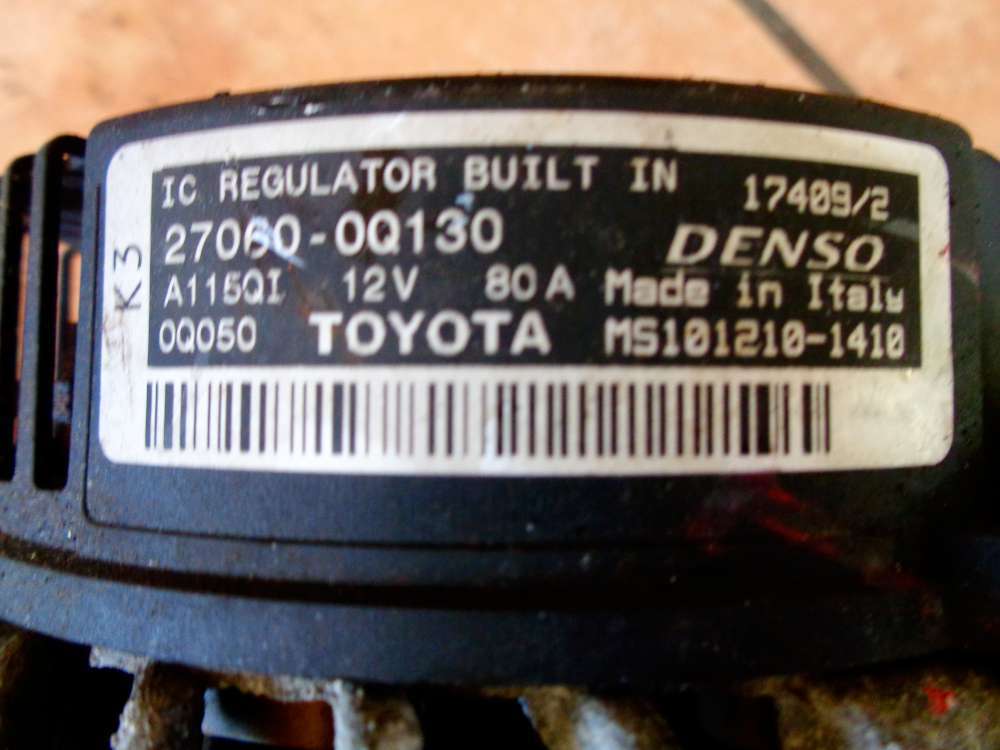 IC REGULATOR BUILT IN 17409/2
27060-0Q130 DENSO
A115QI 12V 80A Made in Italy
0Q050 TOYOTA MS101210-1410
K3